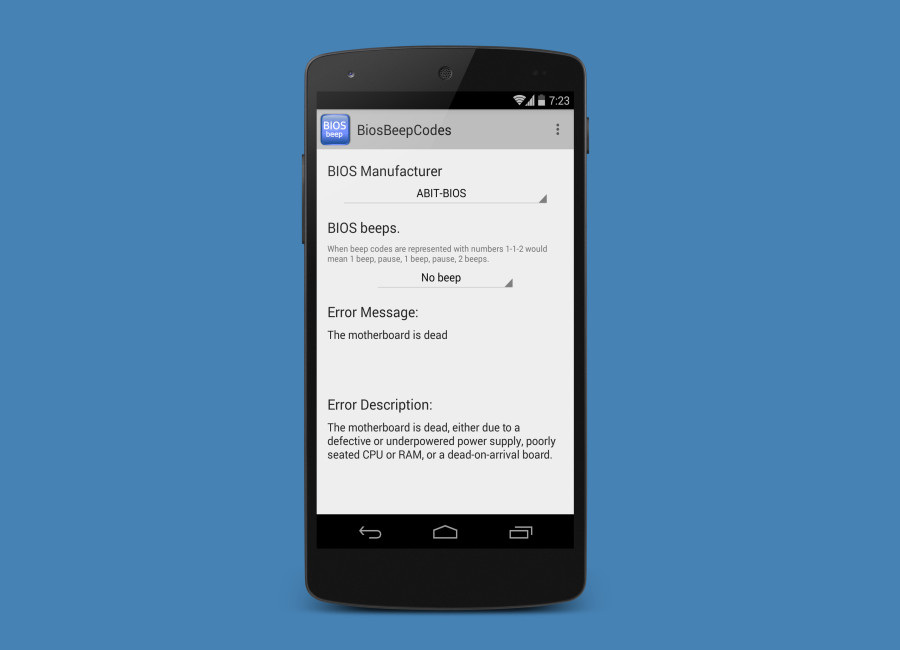 7:23
BIOS
beep
BiosBeepCodes
BIOS Manufacturer
ABIT-BIOS
BIOS beeps.
When beep codes are represented with numbers 1-1-2 would
mean 1 beep, pause, 1 beep, pause, 2 beeps.
No beep
Error Message:
The motherboard is dead
Error Description:
The motherboard is dead, either due to a
defective or underpowered power supply, poorly
seated CPU or RAM, or a dead-on-arrival board.